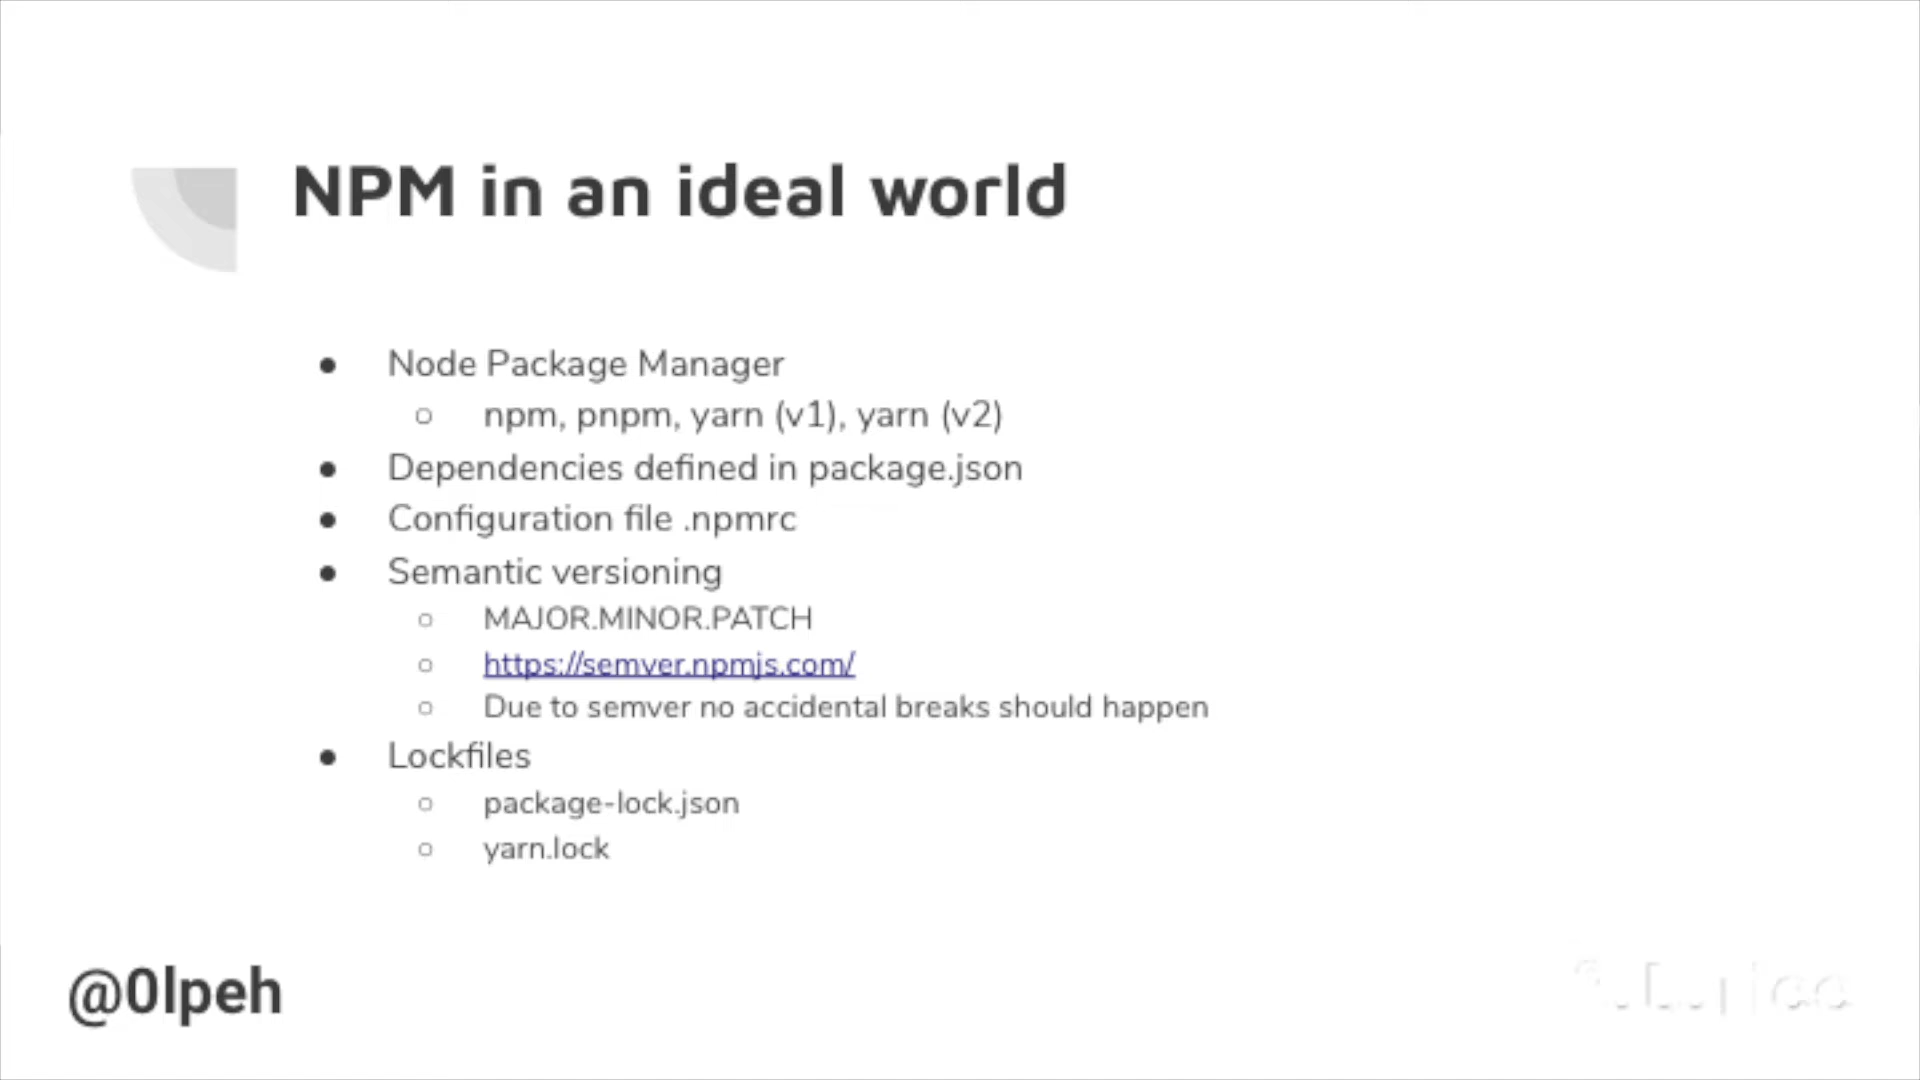 NPM in an ideal world
● Node Package Manager
○ npm, pnpm, yarn (v1), yarn (v2)
● Dependencies defined in package.json
● Configuration file .npmrc
● Semantic versioning
○ MAJOR.MINOR.PATCH
○ https://semver.npmjs.com/
○ Due to semver no accidental breaks should happen
● Lockfiles
○ package-lock.json
○ yarn.lock
@0lpeh